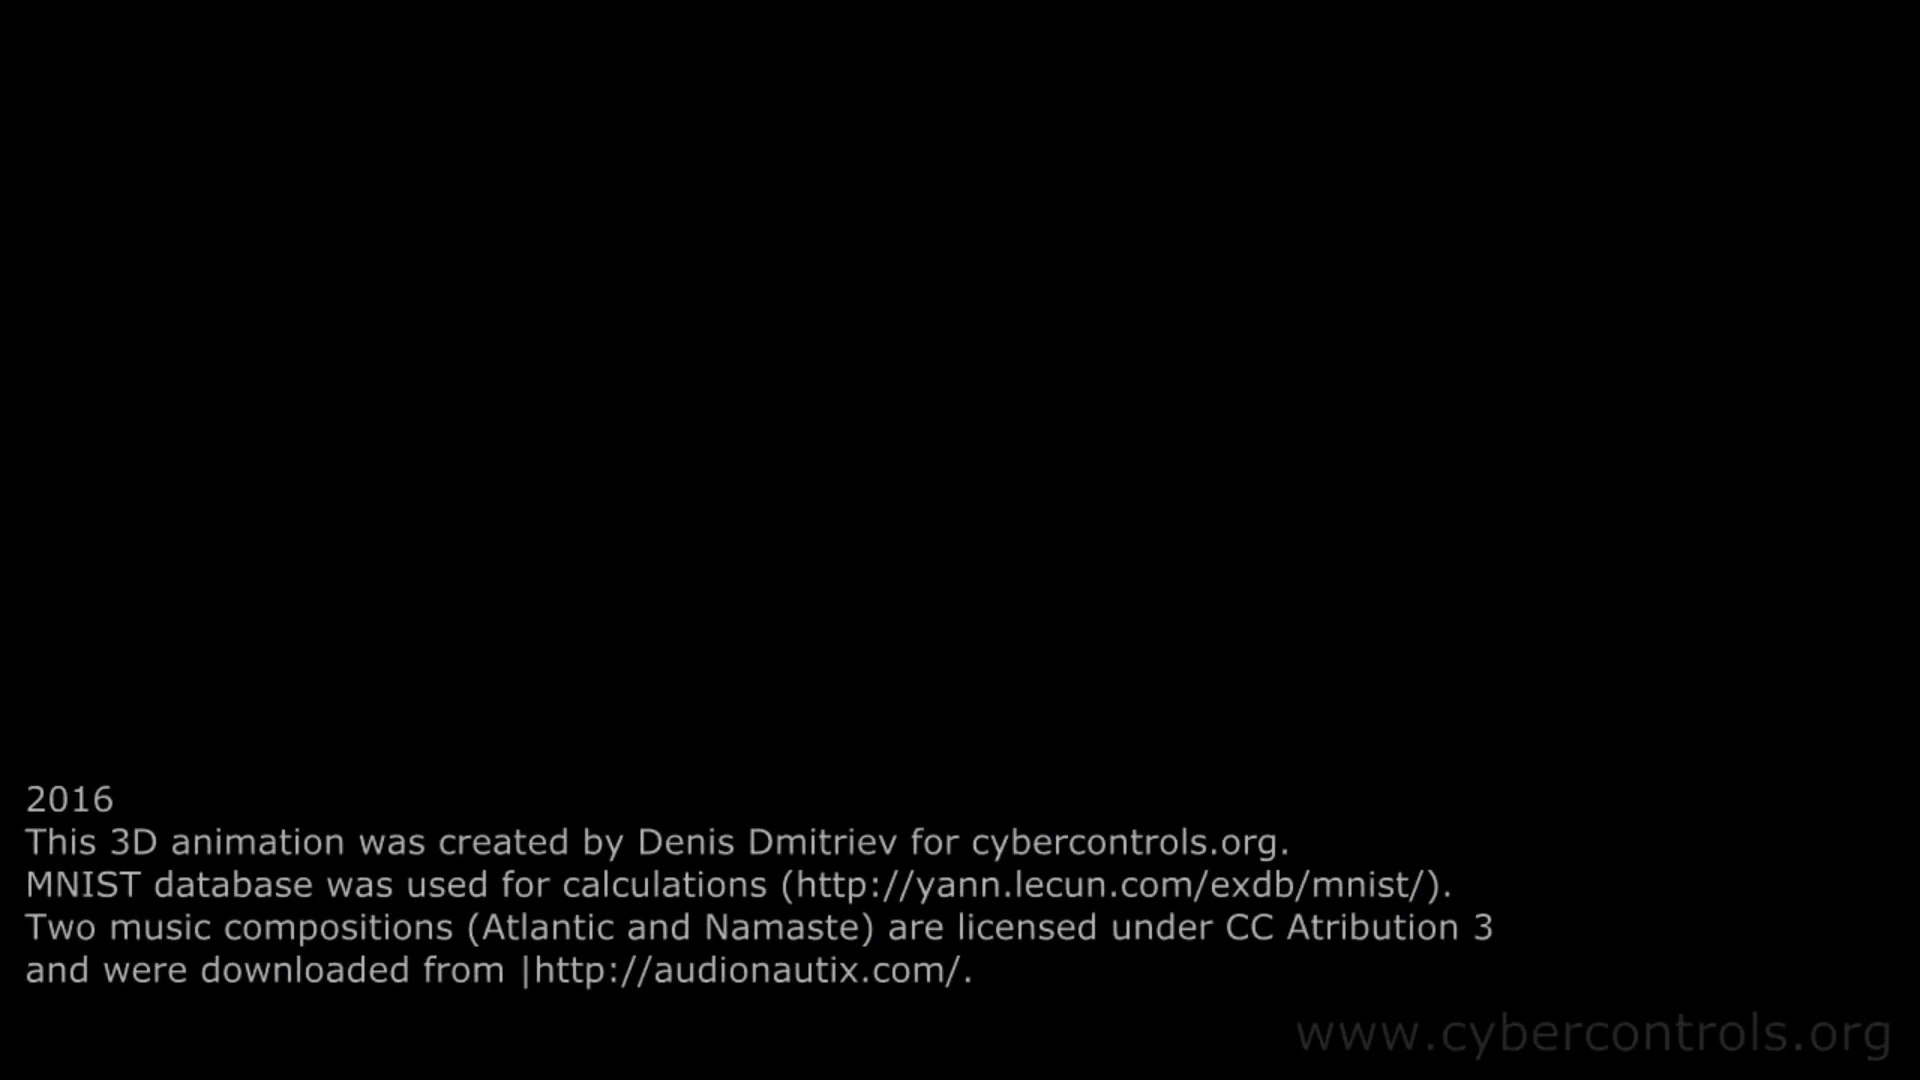 2016
This 3D animation was created by Denis Dmitriev for cybercontrols.org.
MNIST database was used for calculations (http://yann.lecun.com/exdb/mnist/).
Two music compositions (Atlantic and Namaste) are licensed under CC Atribution 3
and were downloaded from |http://audionautix.com/.
www.cybercontrols.org